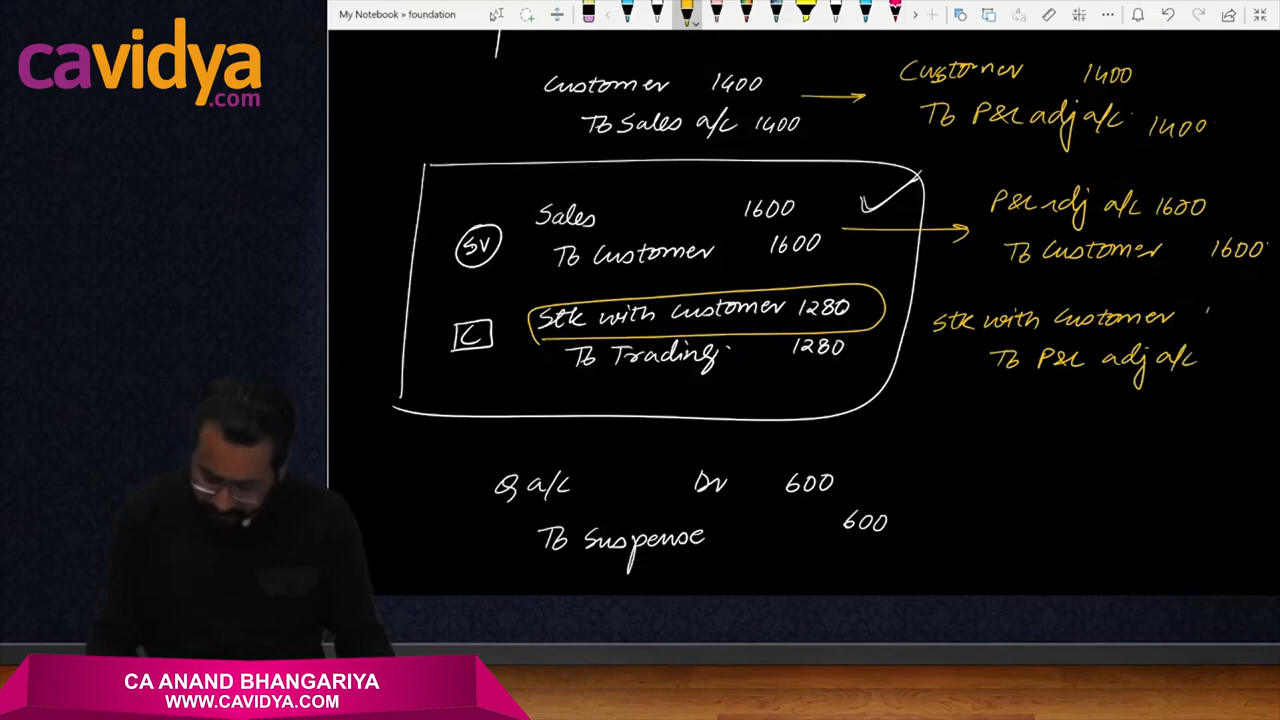 cavidya
.com
My Notebook » foundation
Customer 1400
To Sales a/c 1400
Customer 1400
To P&L adj a/c 1400
SV
Sales 1600
To Customer 1600
P&L adj a/c 1600
To Customer 1600
C
Stk with customer 1280
To Trading 1280
Stk with Customer
To P&L adj a/c
Q a/c Dr 600
To Suspense 600
CA ANAND BHANGARIYA
WWW.CAVIDYA.COM